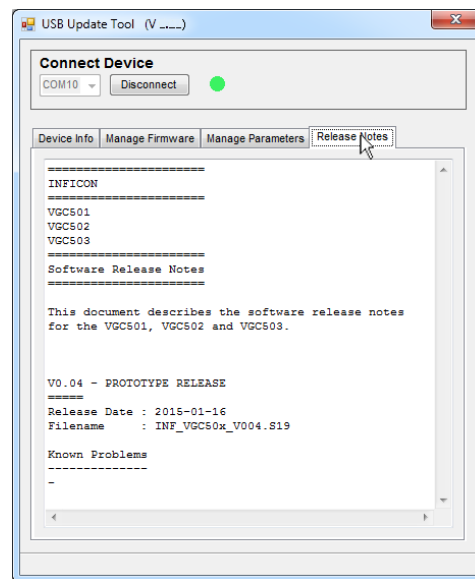 USB Update Tool (V _.__)
Connect Device
COM10 Disconnect
Device Info Manage Firmware Manage Parameters Release Notes
======================
INFICON
======================
VGC501
VGC502
VGC503
======================
Software Release Notes
======================
This document describes the software release notes
for the VGC501, VGC502 and VGC503.
V0.04 - PROTOTYPE RELEASE
=====
Release Date : 2015-01-16
Filename : INF_VGC50x_V004.S19
Known Problems
--------------
-